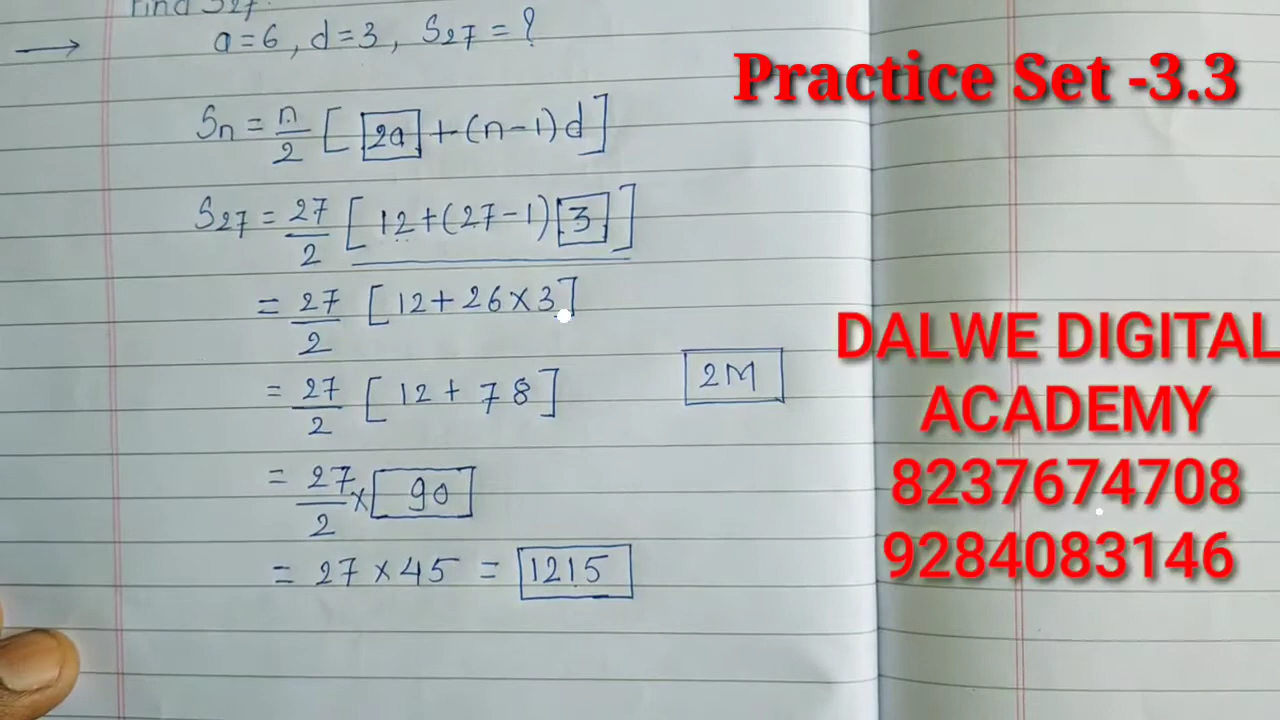 Find S27.
→ a=6, d=3, S27 = ?
Sn = n/2 [ 2a + (n-1) d ]
S27 = 27/2 [ 12+(27-1) 3 ]
= 27/2 [ 12+26×3 ]
= 27/2 [ 12 + 78 ]
2M
= 27/2 × 90
= 27×45 = 1215
Practice Set -3.3
DALWE DIGITAL
ACADEMY
8237674708
9284083146